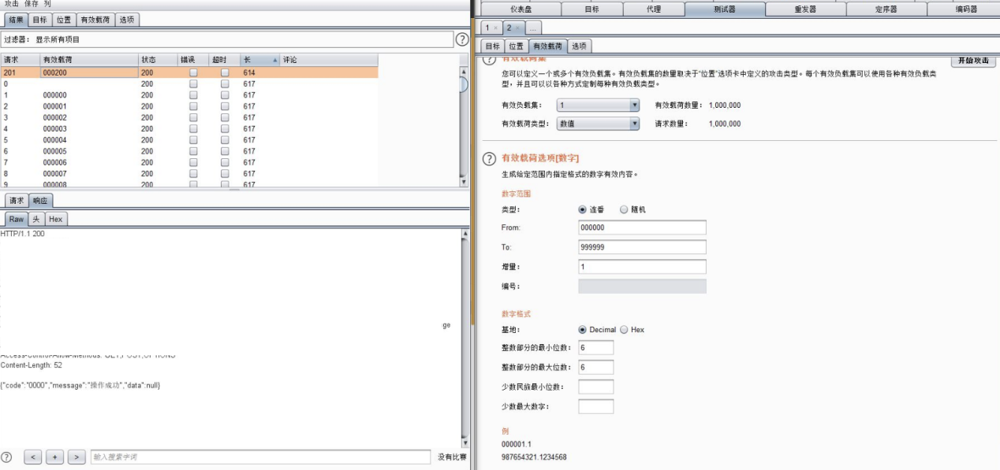 攻击 保存 列
结果 目标 位置 有效载荷 选项
过滤器: 显示所有项目
?
请求 有效载荷 状态 错误 超时 长 评论
201 000200 200 614
0 200 617
1 000000 200 617
2 000001 200 617
3 000002 200 617
4 000003 200 617
5 000004 200 617
6 000005 200 617
7 000006 200 617
8 000007 200 617
9 000008 200 617
请求 响应
Raw 头 Hex
HTTP/1.1 200
ge
Access-Control-Allow-Methods: GET,POST,OPTIONS
Content-Length: 52
{"code":"0000","message":"操作成功","data":null}
? < + > 输入搜索字词 没有比赛
仪表盘 目标 代理 测试器 重发器 定序器 编码器
1 × 2 × ...
目标 位置 有效载荷 选项
? 有效载荷集 开始攻击
您可以定义一个或多个有效负载集。有效负载集的数量取决于“位置”选项卡中定义的攻击类型。每个有效负载集可以使用各种有效负载类
型，并且可以以各种方式定制每种有效负载类型。
有效负载集: 1 有效载荷数量: 1,000,000
有效载荷类型: 数值 请求数量: 1,000,000
? 有效载荷选项[数字]
生成给定范围内指定格式的数字有效内容。
数字范围
类型: 连番 随机
From: 000000
To: 999999
增量: 1
编号:
数字格式
基地: Decimal Hex
整数部分的最小位数: 6
整数部分的最大位数: 6
少数民族最小位数:
少数最大数字:
例
000001.1
987654321.1234568